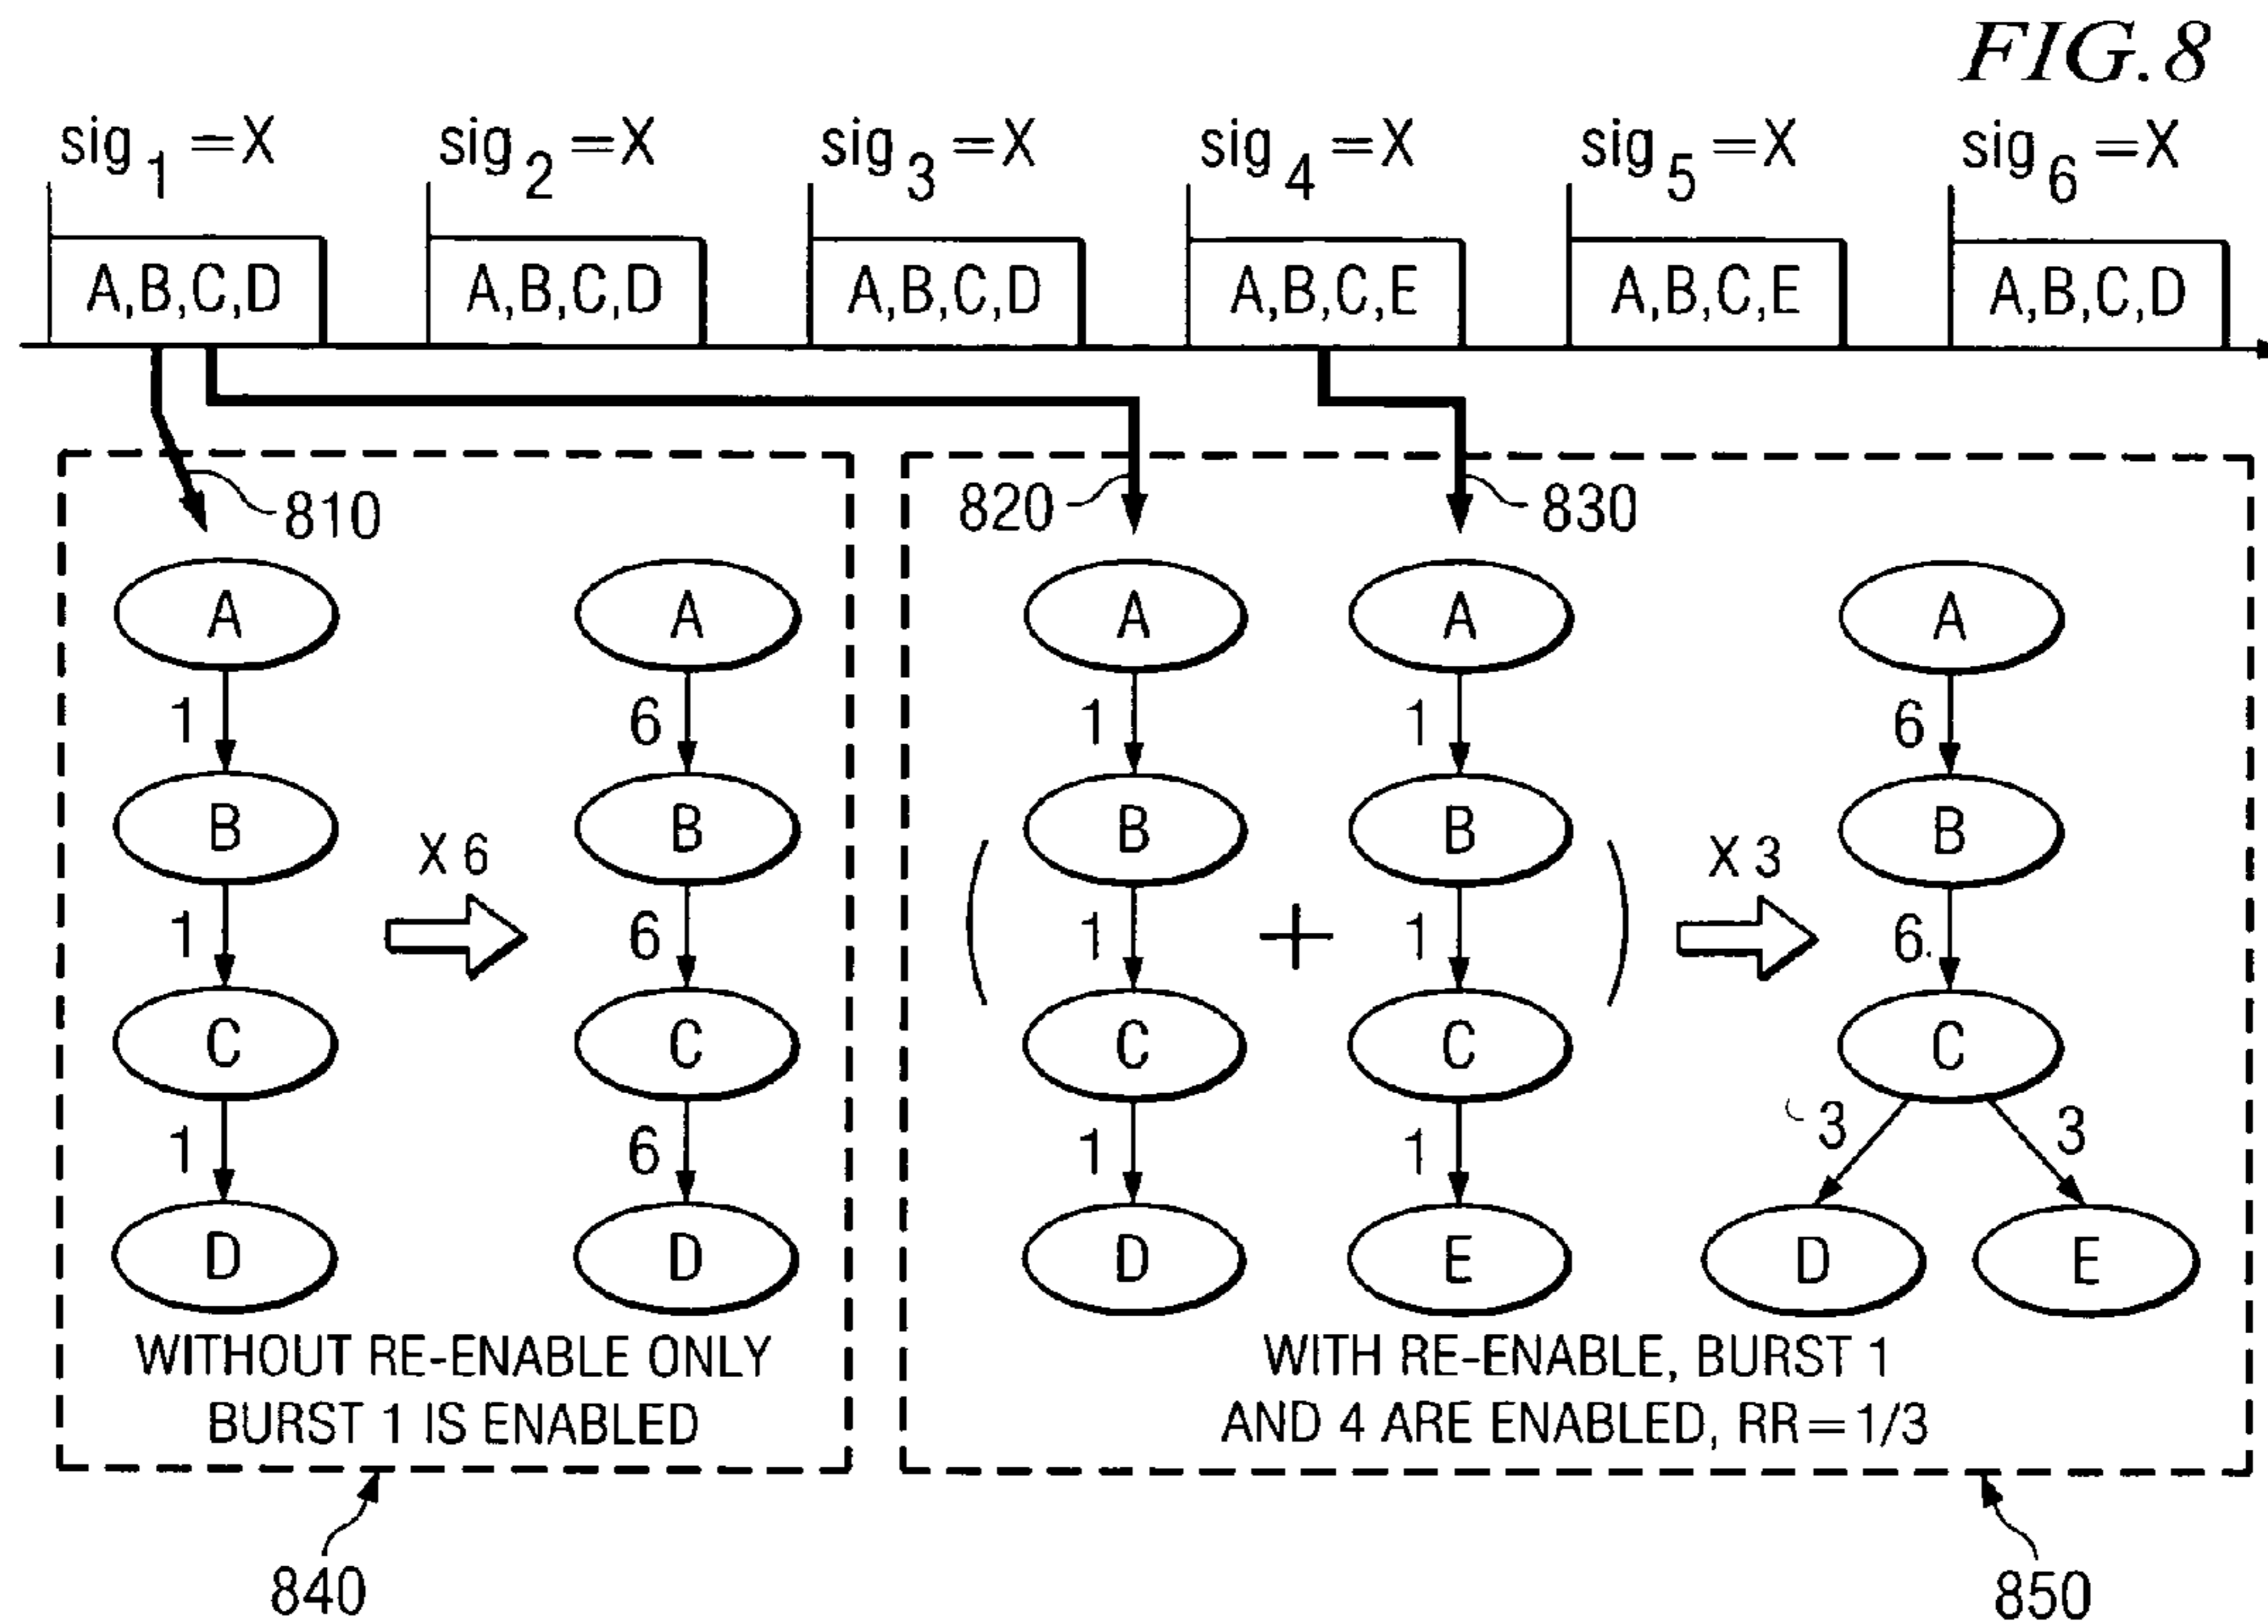 FIG. 8
sig 1 =X sig 2 =X sig 3 =X sig 4 =X sig 5 =X sig 6 =X
A,B,C,D A,B,C,D A,B,C,D A,B,C,E A,B,C,E A,B,C,D
810 820 830
A A A A A
1 6 1 1 6
B B B B B
X 6 ( + ) X 3
1 6 1 1 6.
C C C C C
1 6 1 1 3 3
D D D E D E
WITHOUT RE-ENABLE ONLY
BURST 1 IS ENABLED
WITH RE-ENABLE, BURST 1
AND 4 ARE ENABLED, RR=1/3
840 850